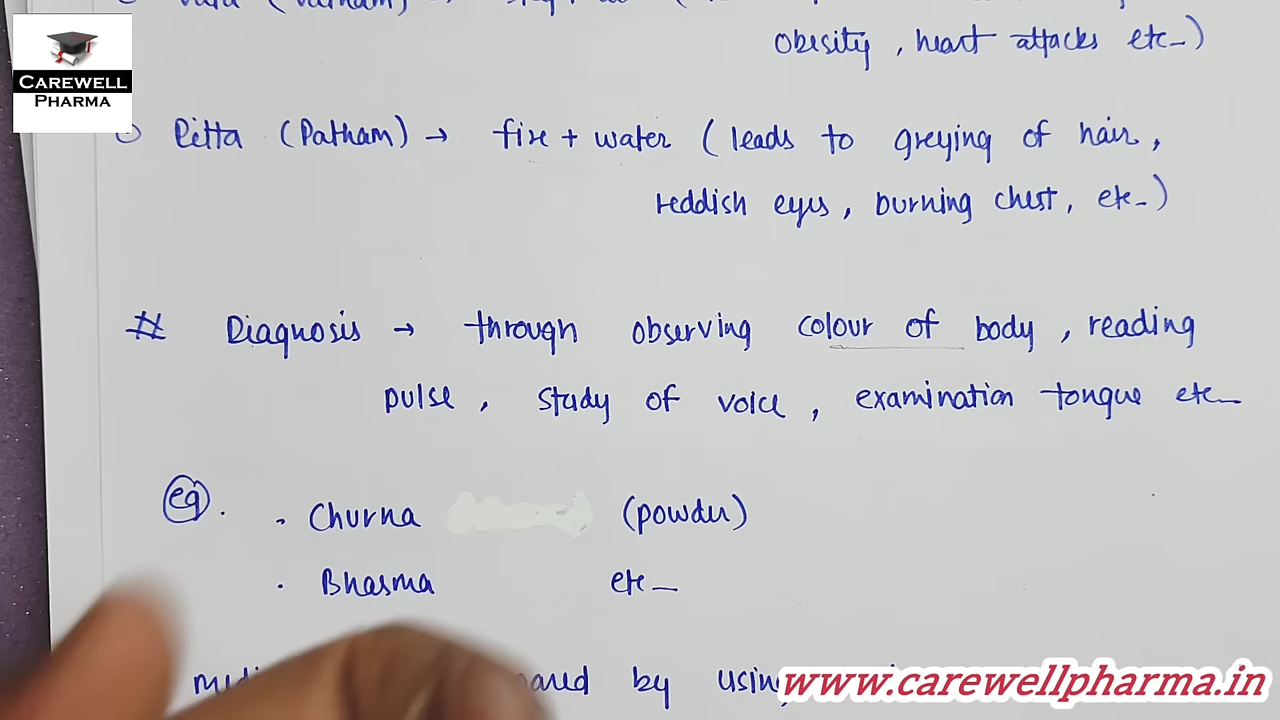 CAREWELL
PHARMA
obesity, heart attacks etc-)
Pitta (Patham) → fire + water (leads to greying of hair,
reddish eyes, burning chest, etc-)
# Diagnosis → through observing colour of body, reading
pulse, study of voice, examination tongue etc-
eg. . Churna (powder)
. Bhasma etc-
by using
www.carewellpharma.in